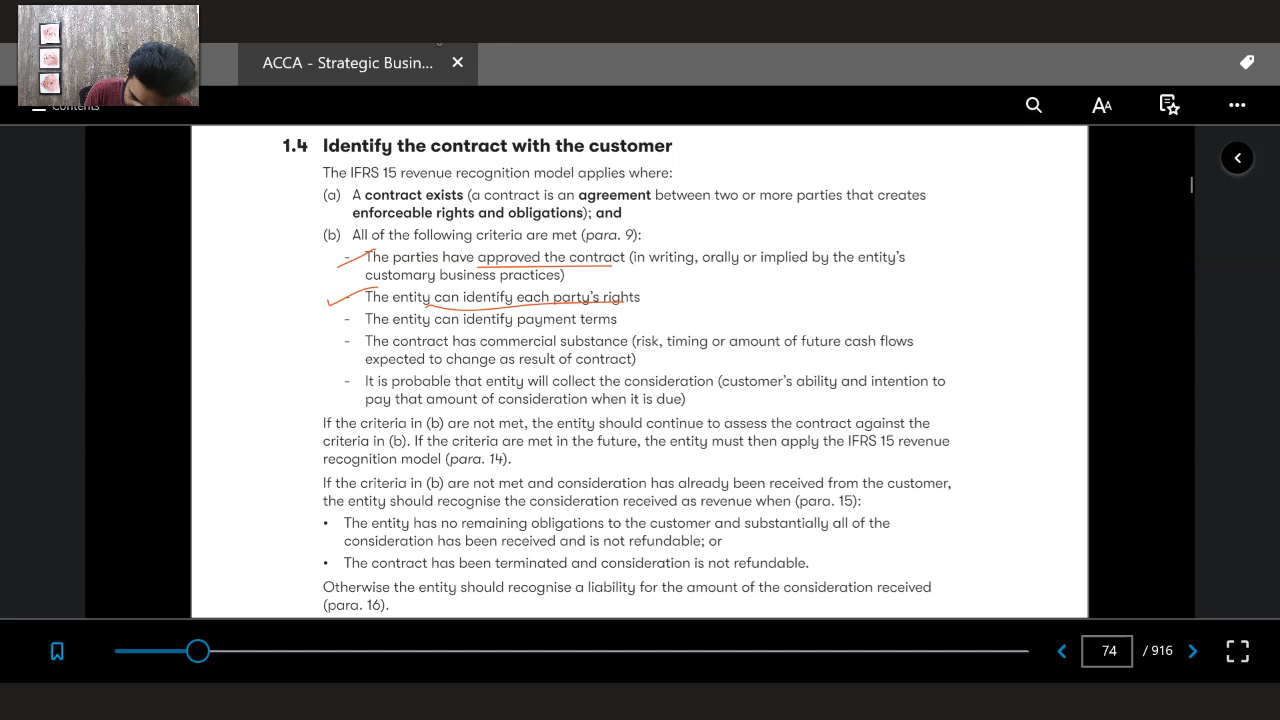 ACCA - Strategic Busin...
Contents
1.4 Identify the contract with the customer
The IFRS 15 revenue recognition model applies where:
(a) A contract exists (a contract is an agreement between two or more parties that creates
enforceable rights and obligations); and
(b) All of the following criteria are met (para. 9):
- The parties have approved the contract (in writing, orally or implied by the entity's
customary business practices)
- The entity can identify each party's rights
- The entity can identify payment terms
- The contract has commercial substance (risk, timing or amount of future cash flows
expected to change as result of contract)
- It is probable that entity will collect the consideration (customer's ability and intention to
pay that amount of consideration when it is due)
If the criteria in (b) are not met, the entity should continue to assess the contract against the
criteria in (b). If the criteria are met in the future, the entity must then apply the IFRS 15 revenue
recognition model (para. 14).
If the criteria in (b) are not met and consideration has already been received from the customer,
the entity should recognise the consideration received as revenue when (para. 15):
• The entity has no remaining obligations to the customer and substantially all of the
consideration has been received and is not refundable; or
• The contract has been terminated and consideration is not refundable.
Otherwise the entity should recognise a liability for the amount of the consideration received
(para. 16).
74 / 916